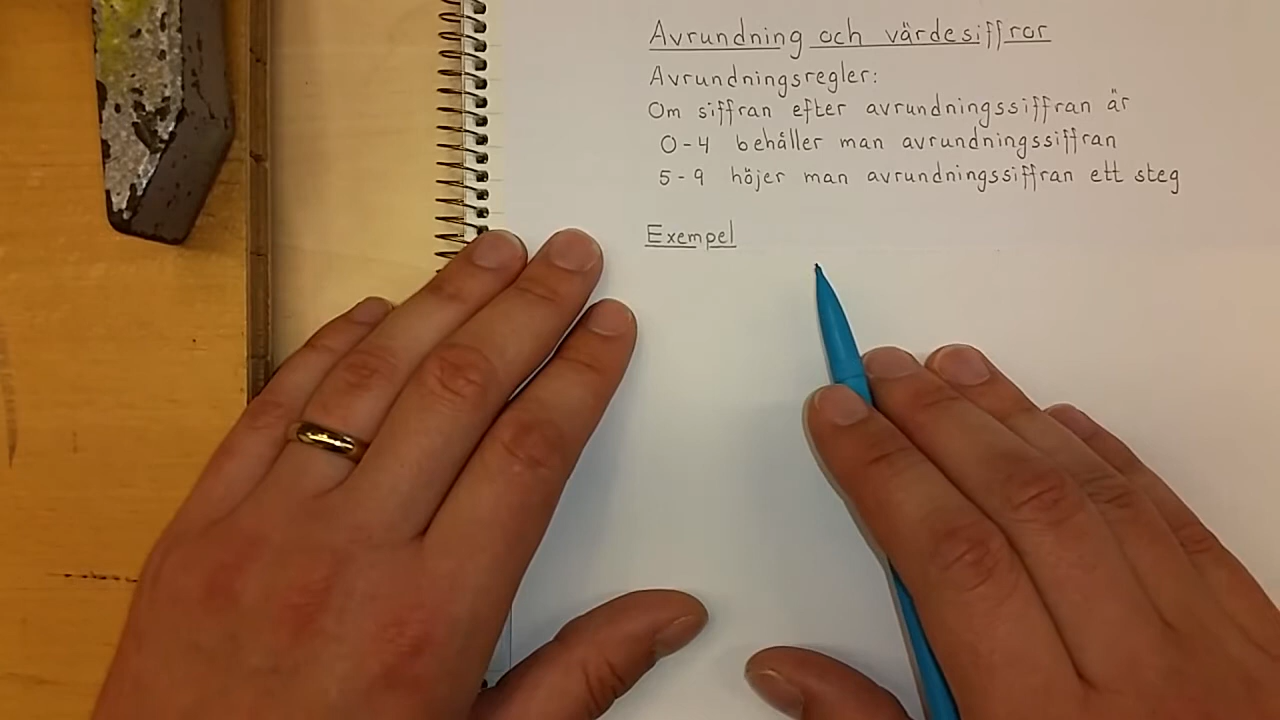 Avrundning och värdesiffror
Avrundningsregler:
Om siffran efter avrundningssiffran är
0-4 behåller man avrundningssiffran
5-9 höjer man avrundningssiffran ett steg
Exempel